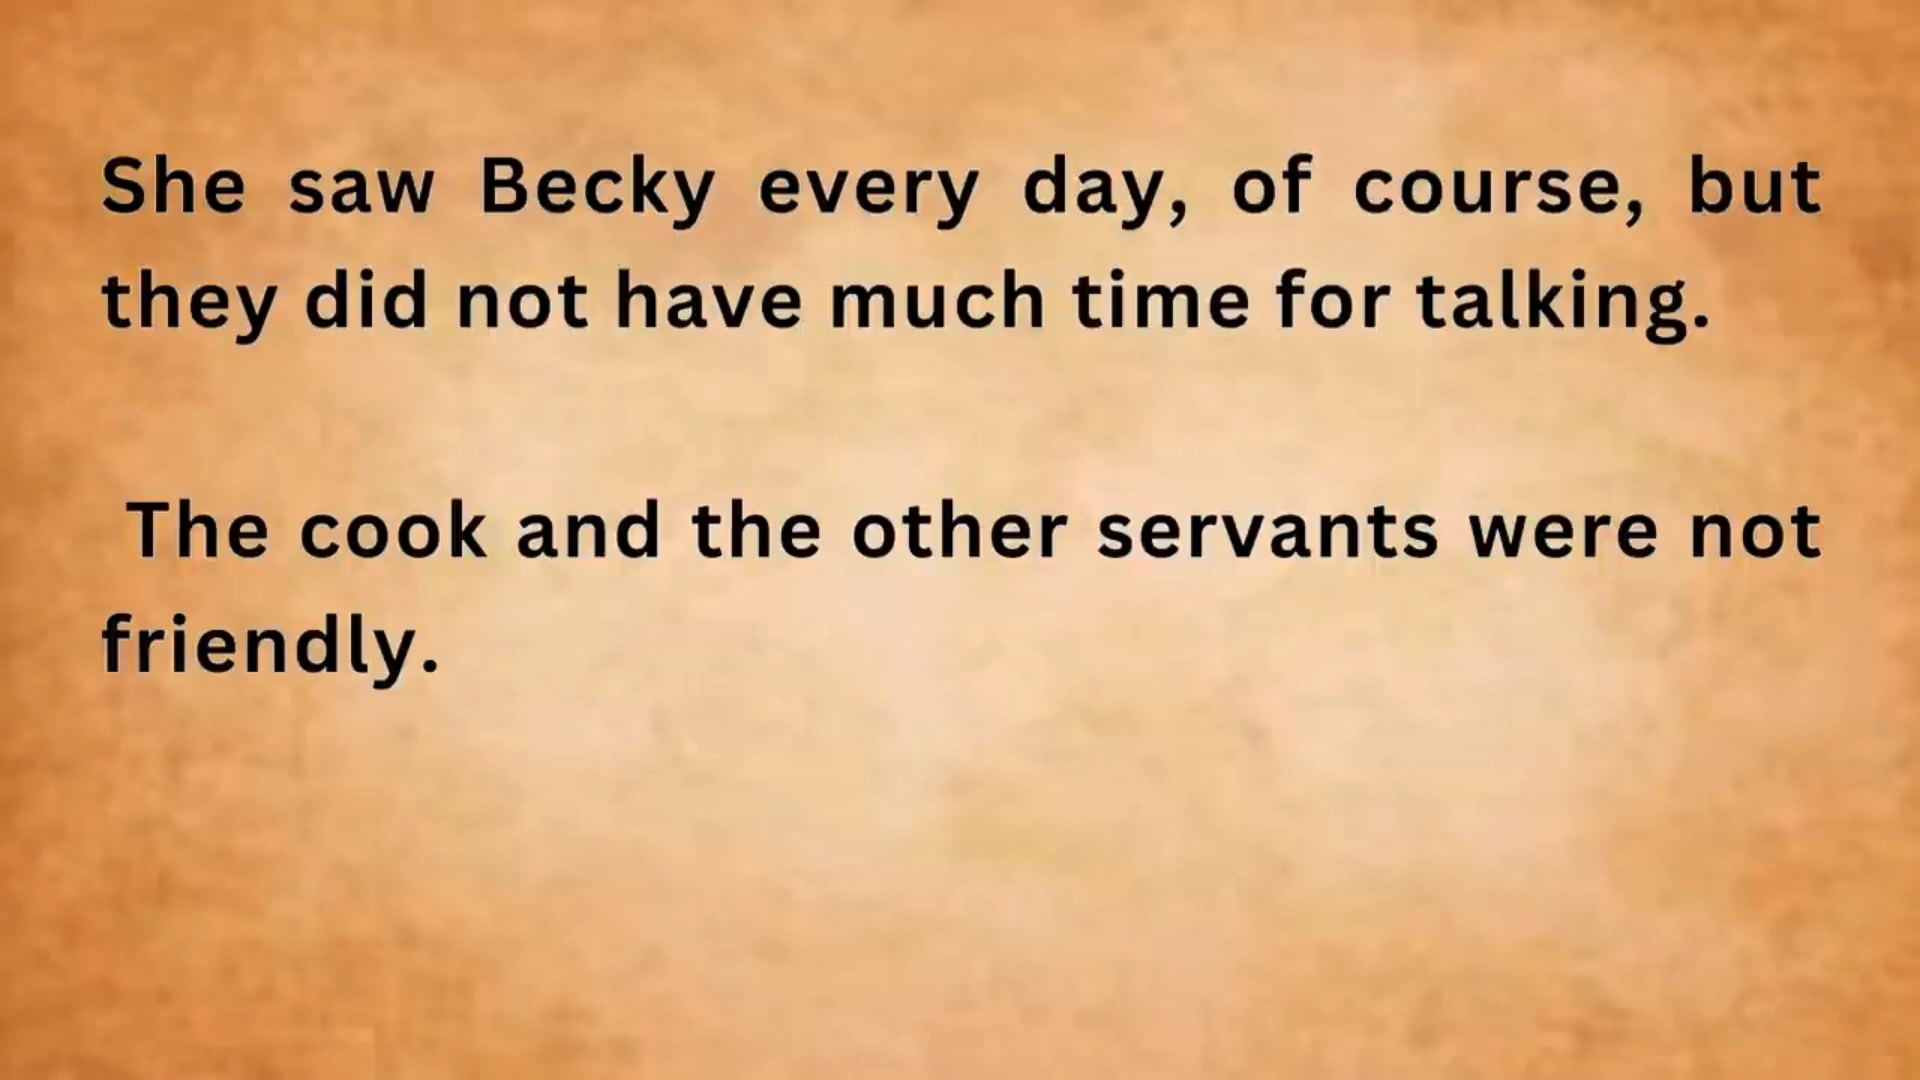 She saw Becky every day, of course, but
they did not have much time for talking.
The cook and the other servants were not
friendly.